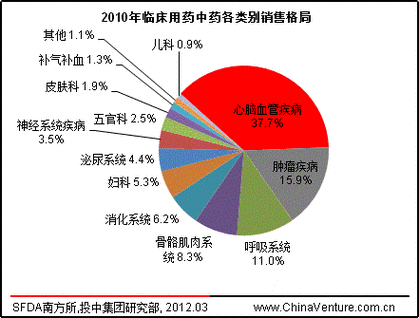 2010年临床用药中药各类别销售格局
其他 1.1%
儿科 0.9%
补气补血 1.3%
皮肤科 1.9%
五官科 2.5%
神经系统疾病
3.5%
泌尿系统 4.4%
妇科 5.3%
消化系统 6.2%
骨骼肌肉系
统 8.3%
呼吸系统
11.0%
肿瘤疾病
15.9%
心脑血管疾病
37.7%
SFDA南方所,投中集团研究部, 2012.03
www.ChinaVenture.com.cn